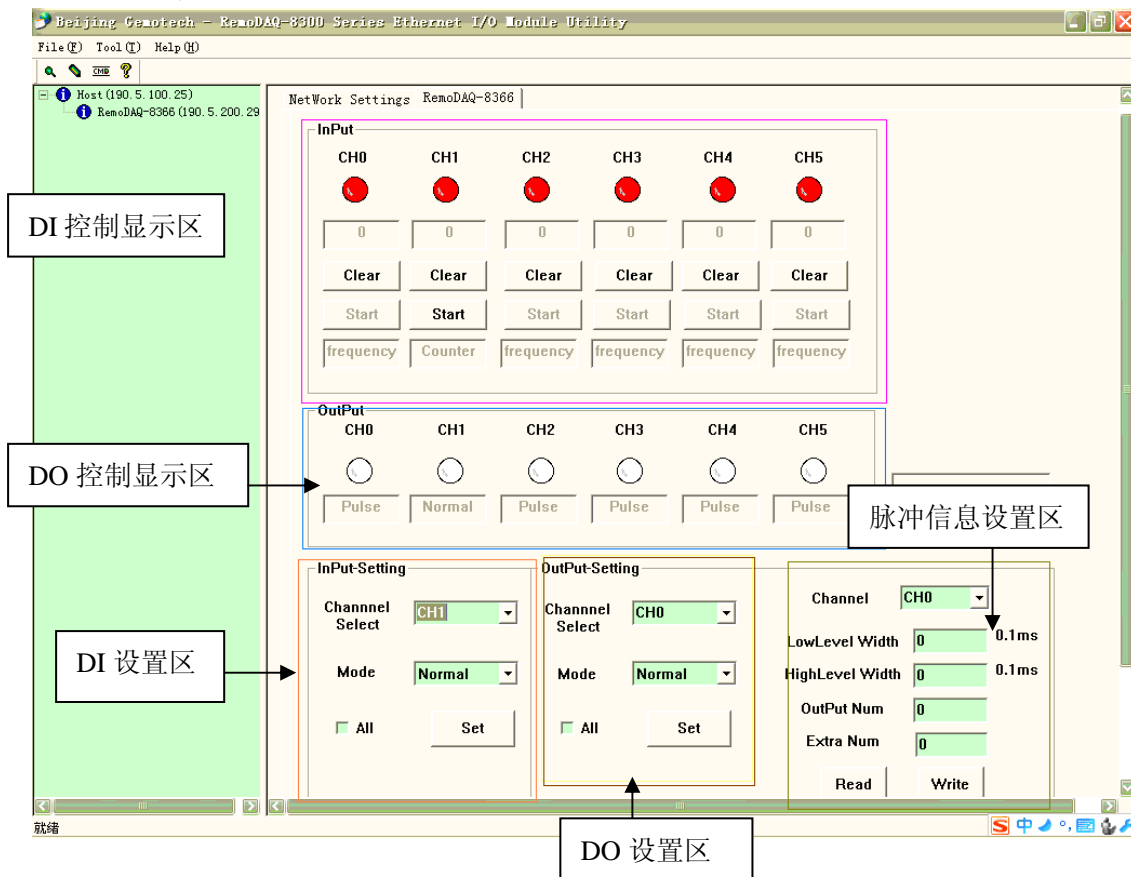 Beijing Gemotech - RemoDAQ-8300 Series Ethernet I/O Module Utility
File(F) Tool(T) Help(H)
CMD
Host(190.5.100.25)
RemoDAQ-8366(190.5.200.29
NetWork Settings RemoDAQ-8366
InPut
CH0 CH1 CH2 CH3 CH4 CH5
0 0 0 0 0 0
Clear Clear Clear Clear Clear Clear
Start Start Start Start Start Start
frequency Counter frequency frequency frequency frequency
DI 控制显示区
OutPut
CH0 CH1 CH2 CH3 CH4 CH5
Pulse Normal Pulse Pulse Pulse Pulse
DO 控制显示区
脉冲信息设置区
InPut-Setting
Channnel Select CH1
Mode Normal
All Set
DI 设置区
OutPut-Setting
Channnel Select CH0
Mode Normal
All Set
DO 设置区
Channel CH0
LowLevel Width 0 0.1ms
HighLevel Width 0 0.1ms
OutPut Num 0
Extra Num 0
Read Write
就绪
S 中